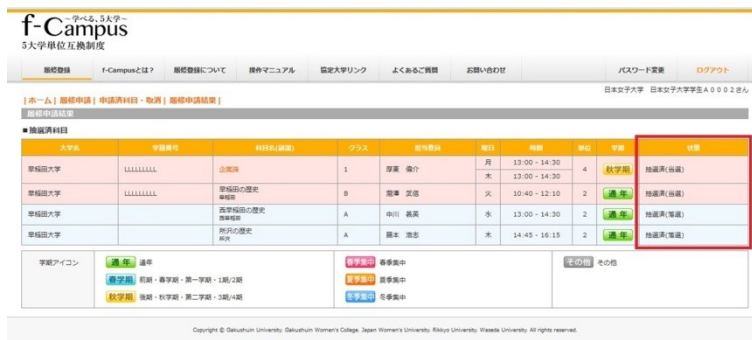 ～学べる、5大学～
f-Campus
5大学単位互換制度
履修登録 f-Campusとは? 履修登録について 操作マニュアル 協定大学リンク よくあるご質問 お問い合わせ パスワード変更 ログアウト
日本女子大学 日本女子大学学生A0002さん
|ホーム| 履修申請| 申請済科目・取消| 履修申請結果|
履修申請結果
■抽選済科目
大学名 学籍番号 科目名(副題) クラス 担当教員 曜日 時限 単位 学期 状態
早稲田大学 LLLLLLLLL 企業論 1 厚東 偉介 月 13:00 - 14:30 4 秋学期 抽選済(当選)
木 13:00 - 14:30
早稲田大学 LLLLLLLLL 早稲田の歴史 B 芝信 火 10:40 - 12:10 2 通年 抽選済(当選)
早稲田
早稲田大学 西早稲田の歴史 A 中川 義英 水 13:00 - 14:30 2 通年 抽選済(落選)
西早稲田
早稲田大学 所沢の歴史 A 藤本 浩志 木 14:45 - 16:15 2 通年 抽選済(落選)
所沢
学期アイコン 通年 通年 春季集中 春季集中 その他 その他
春学期 前期・春学期・第一学期・1期/2期 夏季集中 夏季集中
秋学期 後期・秋学期・第二学期・3期/4期 冬季集中 冬季集中
Copyright @ Gakushuin University. Gakushuin Women's College. Japan Women's University. Rikkyo University. Waseda University. All rights reserved.